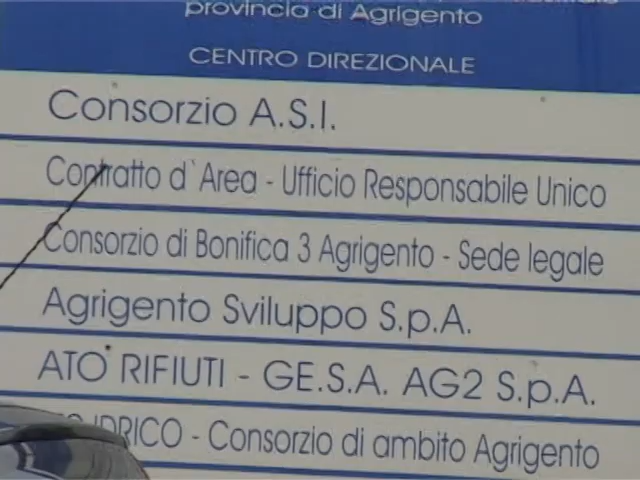 provincia di Agrigento
CENTRO DIREZIONALE
Consorzio A.S.I.
Contratto d'Area - Ufficio Responsabile Unico
Consorzio di Bonifica 3 Agrigento - Sede legale
Agrigento Sviluppo S.p.A.
ATO RIFIUTI - GE.S.A. AG2 S.p.A.
IDRICO - Consorzio di ambito Agrigento